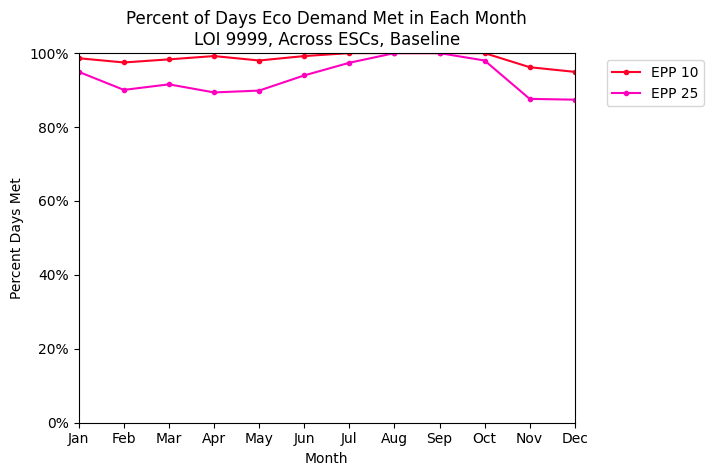 Percent of Days Eco Demand Met in Each Month
LOI 9999, Across ESCs, Baseline
100%
80%
60%
40%
20%
0%
Percent Days Met
Jan Feb Mar Apr May Jun Jul Aug Sep Oct Nov Dec
Month
EPP 10
EPP 25